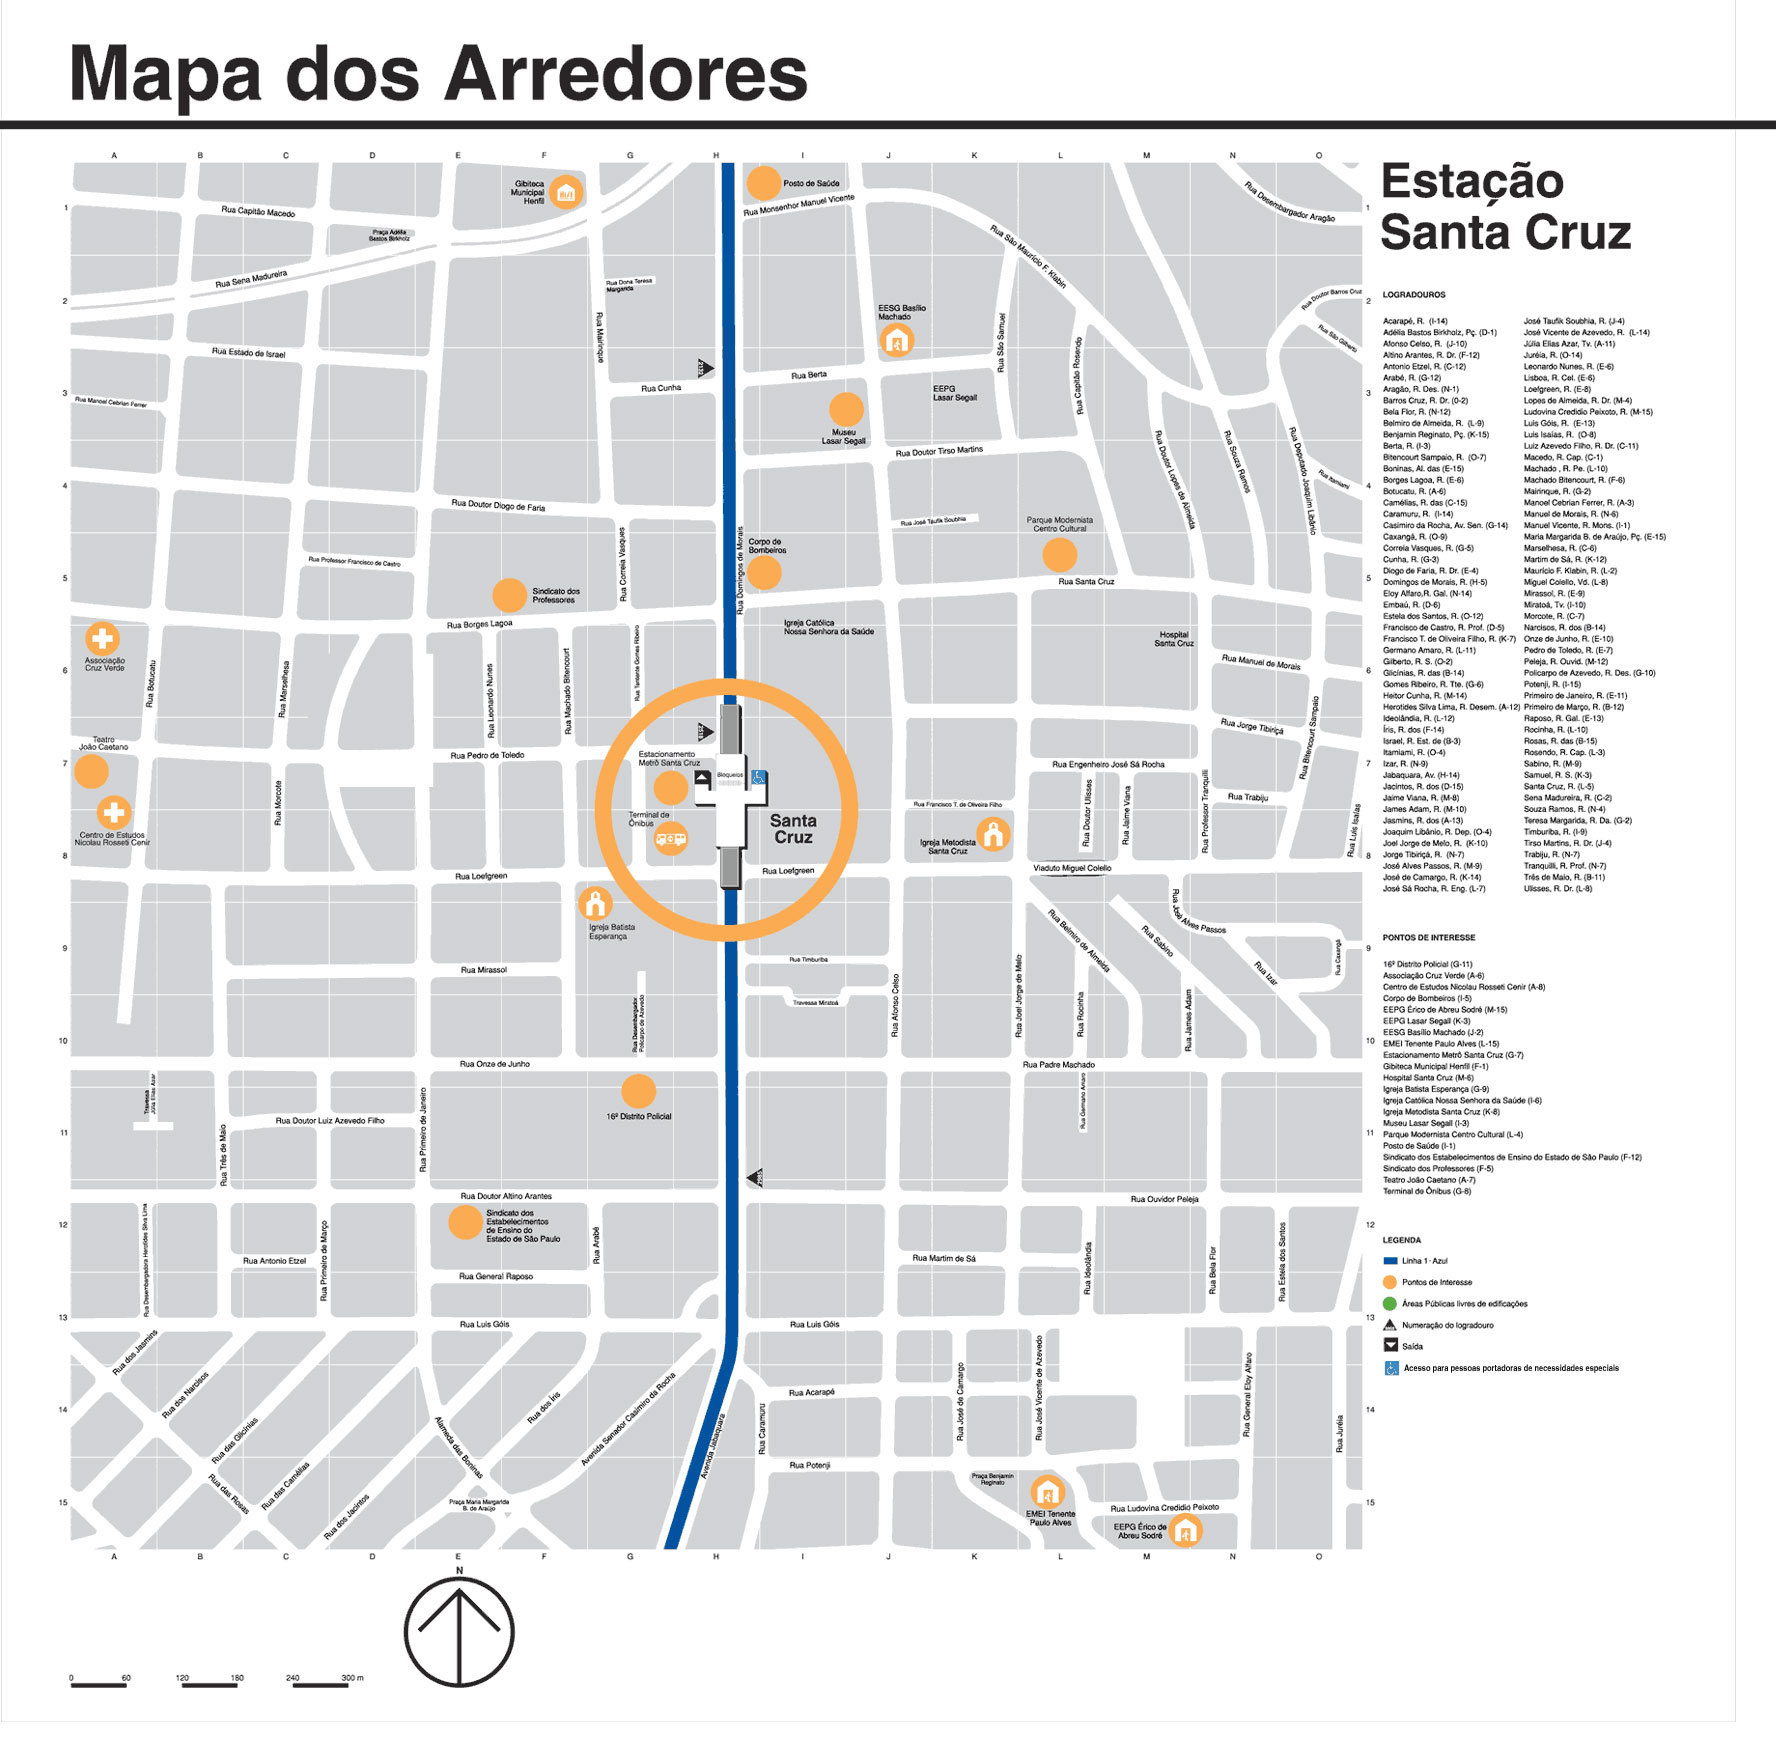 Mapa dos Arredores
Estação
Santa Cruz
A B C D E F G H I J K L M N O
1
2
3
4
5
6
7
8
9
10
11
12
13
14
15
Gibiteca
Municipal
Henfil
Posto de Saúde
Rua Monsenhor Manuel Vicente
Rua Desembargador Aragão
Rua Capitão Macedo
Praça Adélia
Bastos Birkholz
Rua Sena Madureira
Rua São Maurício F. Klabin
Rua Dona Teresa
Margarida
Rua Doutor Barros Cruz
Rua São Gilberto
EESG Basílio
Machado
Rua Mairinque
Rua São Samuel
Rua Capitão Rosendo
Rua Estado de Israel
Rua Berta
Rua Cunha
EEPG
Lasar Segall
Rua Manoel Cebrian Ferrer
Museu
Lasar Segall
Rua Doutor Tirso Martins
Rua Doutor Lopes de Almeida
Rua Souza Ramos
Rua Deputado Joaquim Libânio
Rua Itamiami
Rua Doutor Diogo de Faria
Rua José Taufik Soubhia
Parque Modernista
Centro Cultural
Rua Correia Vasques
Rua Domingos de Morais
Corpo de
Bombeiros
Rua Professor Francisco de Castro
Rua Santa Cruz
Sindicato dos
Professores
Rua Borges Lagoa
Igreja Católica
Nossa Senhora da Saúde
Hospital
Santa Cruz
Associação
Cruz Verde
Rua Botucatu
Rua Marselhesa
Rua Leonardo Nunes
Rua Machado Bitencourt
Rua Tenente Gomes Ribeiro
Rua Manuel de Morais
Rua Jorge Tibiriçá
Rua Bitencourt Sampaio
Teatro
João Caetano
Rua Pedro de Toledo
Estacionamento
Metrô Santa Cruz
Bloqueios
Rua Engenheiro José Sá Rocha
Rua Morcote
Terminal de
Ônibus
Santa
Cruz
Rua Francisco T. de Oliveira Filho
Rua Doutor Ulisses
Rua Jaime Viana
Rua Professor Tranquilli
Rua Trabiju
Rua Luis Isaías
Centro de Estudos
Nicolau Rosseti Cenir
Igreja Metodista
Santa Cruz
Rua Loefgreen
Rua Loefgreen
Viaduto Miguel Colello
Igreja Batista
Esperança
Rua José Alves Passos
Rua Belmiro de Almeida
Rua Sabino
Rua Izar
Rua Caxangá
Rua Mirassol
Rua Timburiba
Travessa Miratoá
Rua Desembargador
Policarpo de Azevedo
Rua Afonso Celso
Rua Joel Jorge de Melo
Rua Rocinha
Rua James Adam
Rua Onze de Junho
Rua Padre Machado
Travessa
Júlia Elias Azar
Rua Germano Amaro
16º Distrito Policial
Rua Doutor Luiz Azevedo Filho
Rua Três de Maio
Rua Primeiro de Janeiro
Rua Doutor Altino Arantes
Rua Ouvidor Peleja
Sindicato dos
Estabelecimentos
de Ensino do
Estado de São Paulo
Rua Desembargadora Herotides Silva Lima
Rua Antonio Etzel
Rua Primeiro de Março
Rua Arabé
Rua General Raposo
Rua Martim de Sá
Rua Ideolândia
Rua Bela Flor
Rua Estela dos Santos
Rua Luis Góis
Rua Luis Góis
Rua dos Jasmins
Rua dos Narcisos
Rua das Glicínias
Rua das Rosas
Rua das Camélias
Rua dos Jacintos
Alameda das Boninas
Rua dos Íris
Avenida Senador Casimiro da Rocha
Avenida Jabaquara
Rua Caramuru
Rua Acarapé
Rua Potenji
Rua José de Camargo
Rua José Vicente de Azevedo
Rua General Eloy Alfaro
Rua Juréia
Praça Maria Margarida
B. de Araújo
Praça Benjamin
Reginato
EMEI Tenente
Paulo Alves
Rua Ludovina Credidio Peixoto
EEPG Érico de
Abreu Sodré
A B C D E F G H I J K L M N O
N
0 60 120 180 240 300 m
LOGRADOUROS
Acarapé, R. (I-14)
Adélia Bastos Birkholz, Pç. (D-1)
Afonso Celso, R. (J-10)
Altino Arantes, R. Dr. (F-12)
Antonio Etzel, R. (C-12)
Arabé, R. (G-12)
Aragão, R. Des. (N-1)
Barros Cruz, R. Dr. (0-2)
Bela Flor, R. (N-12)
Belmiro de Almeida, R. (L-9)
Benjamin Reginato, Pç. (K-15)
Berta, R. (I-3)
Bitencourt Sampaio, R. (O-7)
Boninas, Al. das (E-15)
Borges Lagoa, R. (E-6)
Botucatu, R. (A-6)
Camélias, R. das (C-15)
Caramuru, R. (I-14)
Casimiro da Rocha, Av. Sen. (G-14)
Caxangá, R. (O-9)
Correia Vasques, R. (G-5)
Cunha, R. (G-3)
Diogo de Faria, R. Dr. (E-4)
Domingos de Morais, R. (H-5)
Eloy Alfaro,R. Gal. (N-14)
Embaú, R. (D-6)
Estela dos Santos, R. (O-12)
Francisco de Castro, R. Prof. (D-5)
Francisco T. de Oliveira Filho, R. (K-7)
Germano Amaro, R. (L-11)
Gilberto, R. S. (O-2)
Glicínias, R. das (B-14)
Gomes Ribeiro, R. Tte. (G-6)
Heitor Cunha, R. (M-14)
Herotides Silva Lima, R. Desem. (A-12)
Ideolândia, R. (L-12)
Íris, R. dos (F-14)
Israel, R. Est. de (B-3)
Itamiami, R. (O-4)
Izar, R. (N-9)
Jabaquara, Av. (H-14)
Jacintos, R. dos (D-15)
Jaime Viana, R. (M-8)
James Adam, R. (M-10)
Jasmins, R. dos (A-13)
Joaquim Libânio, R. Dep. (O-4)
Joel Jorge de Melo, R. (K-10)
Jorge Tibiriçá, R. (N-7)
José Alves Passos, R. (M-9)
José de Camargo, R. (K-14)
José Sá Rocha, R. Eng. (L-7)
José Taufik Soubhia, R. (J-4)
José Vicente de Azevedo, R. (L-14)
Júlia Elias Azar, Tv. (A-11)
Juréia, R. (O-14)
Leonardo Nunes, R. (E-6)
Lisboa, R. Cel. (E-6)
Loefgreen, R. (E-8)
Lopes de Almeida, R. Dr. (M-4)
Ludovina Credidio Peixoto, R. (M-15)
Luis Góis, R. (E-13)
Luis Isaías, R. (O-8)
Luiz Azevedo Filho, R. Dr. (C-11)
Macedo, R. Cap. (C-1)
Machado , R. Pe. (L-10)
Machado Bitencourt, R. (F-6)
Mairinque, R. (G-2)
Manoel Cebrian Ferrer, R. (A-3)
Manuel de Morais, R. (N-6)
Manuel Vicente, R. Mons. (I-1)
Maria Margarida B. de Araújo, Pç. (E-15)
Marselhesa, R. (C-6)
Martim de Sá, R. (K-12)
Maurício F. Klabin, R. (L-2)
Miguel Colello, Vd. (L-8)
Mirassol, R. (E-9)
Miratoá, Tv. (I-10)
Morcote, R. (C-7)
Narcisos, R. dos (B-14)
Onze de Junho, R. (E-10)
Pedro de Toledo, R. (E-7)
Peleja, R. Ouvid. (M-12)
Policarpo de Azevedo, R. Des. (G-10)
Potenji, R. (I-15)
Primeiro de Janeiro, R. (E-11)
Primeiro de Março, R. (B-12)
Raposo, R. Gal. (E-13)
Rocinha, R. (L-10)
Rosas, R. das (B-15)
Rosendo, R. Cap. (L-3)
Sabino, R. (M-9)
Samuel, R. S. (K-3)
Santa Cruz, R. (L-5)
Sena Madureira, R. (C-2)
Souza Ramos, R. (N-4)
Teresa Margarida, R. Da. (G-2)
Timburiba, R. (I-9)
Tirso Martins, R. Dr. (J-4)
Trabiju, R. (N-7)
Tranquilli, R. Prof. (N-7)
Três de Maio, R. (B-11)
Ulisses, R. Dr. (L-8)
PONTOS DE INTERESSE
16º Distrito Policial (G-11)
Associação Cruz Verde (A-6)
Centro de Estudos Nicolau Rosseti Cenir (A-8)
Corpo de Bombeiros (I-5)
EEPG Érico de Abreu Sodré (M-15)
EEPG Lasar Segall (K-3)
EESG Basílio Machado (J-2)
EMEI Tenente Paulo Alves (L-15)
Estacionamento Metrô Santa Cruz (G-7)
Gibiteca Municipal Henfil (F-1)
Hospital Santa Cruz (M-6)
Igreja Batista Esperança (G-9)
Igreja Católica Nossa Senhora da Saúde (I-6)
Igreja Metodista Santa Cruz (K-8)
Museu Lasar Segall (I-3)
Parque Modernista Centro Cultural (L-4)
Posto de Saúde (I-1)
Sindicato dos Estabelecimentos de Ensino do Estado de São Paulo (F-12)
Sindicato dos Professores (F-5)
Teatro João Caetano (A-7)
Terminal de Ônibus (G-8)
LEGENDA
Linha 1 - Azul
Pontos de Interesse
Áreas Públicas livres de edificações
Numeração do logradouro
Saída
Acesso para pessoas portadoras de necessidades especiais